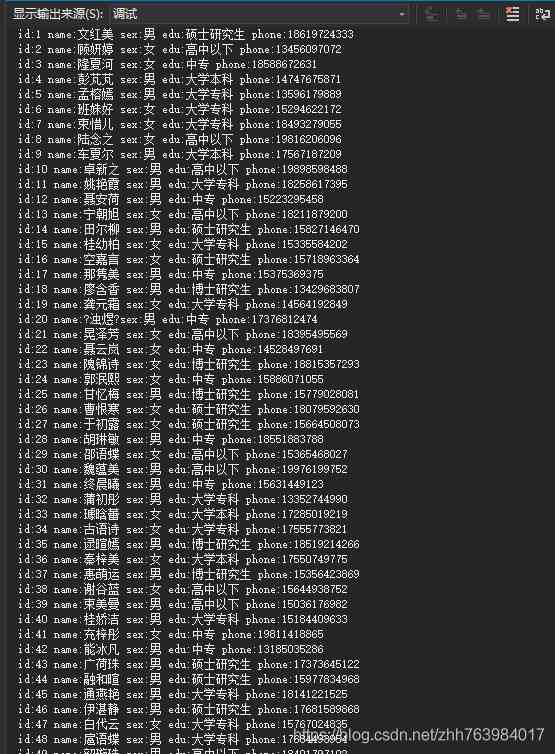 显示输出来源(S): 调试
id:1 name:文红美 sex:男 edu:硕士研究生 phone:18619724333
id:2 name:顾妍婷 sex:女 edu:高中以下 phone:13456097072
id:3 name:隆夏河 sex:男 edu:中专 phone:18588672631
id:4 name:彭芃芃 sex:男 edu:大学本科 phone:14747675871
id:5 name:孟榕嫣 sex:男 edu:大学专科 phone:13596179889
id:6 name:班姝好 sex:女 edu:大学专科 phone:15294622172
id:7 name:束惜儿 sex:女 edu:大学专科 phone:18493279055
id:8 name:陆念之 sex:女 edu:高中以下 phone:19816206096
id:9 name:车夏尔 sex:男 edu:大学本科 phone:17567187209
id:10 name:卓新之 sex:男 edu:高中以下 phone:19898598168
id:11 name:姚艳霞 sex:男 edu:大学专科 phone:18258617395
id:12 name:聂安荷 sex:男 edu:中专 phone:15223295458
id:13 name:宁朝旭 sex:女 edu:高中以下 phone:18211879200
id:14 name:田尔柳 sex:男 edu:硕士研究生 phone:15827146470
id:15 name:桂幼柏 sex:女 edu:大学专科 phone:15335584202
id:16 name:空嘉言 sex:男 edu:硕士研究生 phone:15718963364
id:17 name:那隽美 sex:男 edu:中专 phone:15375369375
id:18 name:廖含香 sex:男 edu:博士研究生 phone:13429683807
id:19 name:龚元霜 sex:女 edu:大学专科 phone:14564192849
id:20 name:?浊煜?sex:男 edu:中专 phone:17376812474
id:21 name:晃泽芳 sex:女 edu:高中以下 phone:18395495569
id:22 name:聂云岚 sex:女 edu:中专 phone:14528497691
id:23 name:隗锦诗 sex:女 edu:博士研究生 phone:18815357293
id:24 name:郭泯熙 sex:女 edu:中专 phone:15886071055
id:25 name:甘忆梅 sex:男 edu:博士研究生 phone:15779028081
id:26 name:曹恨寒 sex:女 edu:硕士研究生 phone:18079592630
id:27 name:于初露 sex:女 edu:硕士研究生 phone:15664508073
id:28 name:胡琳敏 sex:男 edu:中专 phone:18551883788
id:29 name:邵语蝶 sex:女 edu:高中以下 phone:15365468027
id:30 name:魏蕴美 sex:男 edu:高中以下 phone:19976199752
id:31 name:终晨曦 sex:男 edu:中专 phone:15631449123
id:32 name:蒲初彤 sex:男 edu:大学专科 phone:13352744990
id:33 name:璩晗蕾 sex:男 edu:大学本科 phone:17285019219
id:34 name:古语诗 sex:女 edu:大学专科 phone:17555773821
id:35 name:逯暄嫣 sex:男 edu:博士研究生 phone:18519214266
id:36 name:秦梓美 sex:女 edu:大学本科 phone:17550749775
id:37 name:惠萌运 sex:男 edu:博士研究生 phone:15356423869
id:38 name:谢谷蓝 sex:女 edu:高中以下 phone:15644938752
id:39 name:束美曼 sex:男 edu:高中以下 phone:15036176982
id:40 name:桂娇洁 sex:男 edu:大学专科 phone:15184409633
id:41 name:充梓彤 sex:女 edu:中专 phone:19811418865
id:42 name:能冰凡 sex:男 edu:中专 phone:13185035286
id:43 name:广荷珠 sex:男 edu:硕士研究生 phone:17373645122
id:44 name:融和暄 sex:男 edu:硕士研究生 phone:15977834968
id:45 name:通燕艳 sex:男 edu:大学专科 phone:18141221525
id:46 name:伊湛静 sex:男 edu:硕士研究生 phone:17681589868
id:47 name:白代云 sex:女 edu:大学专科 phone:15767024835
id:48 name:扈语蝶 sex:男 edu:大学专科
https://blog.csdn.net/zhh763984017